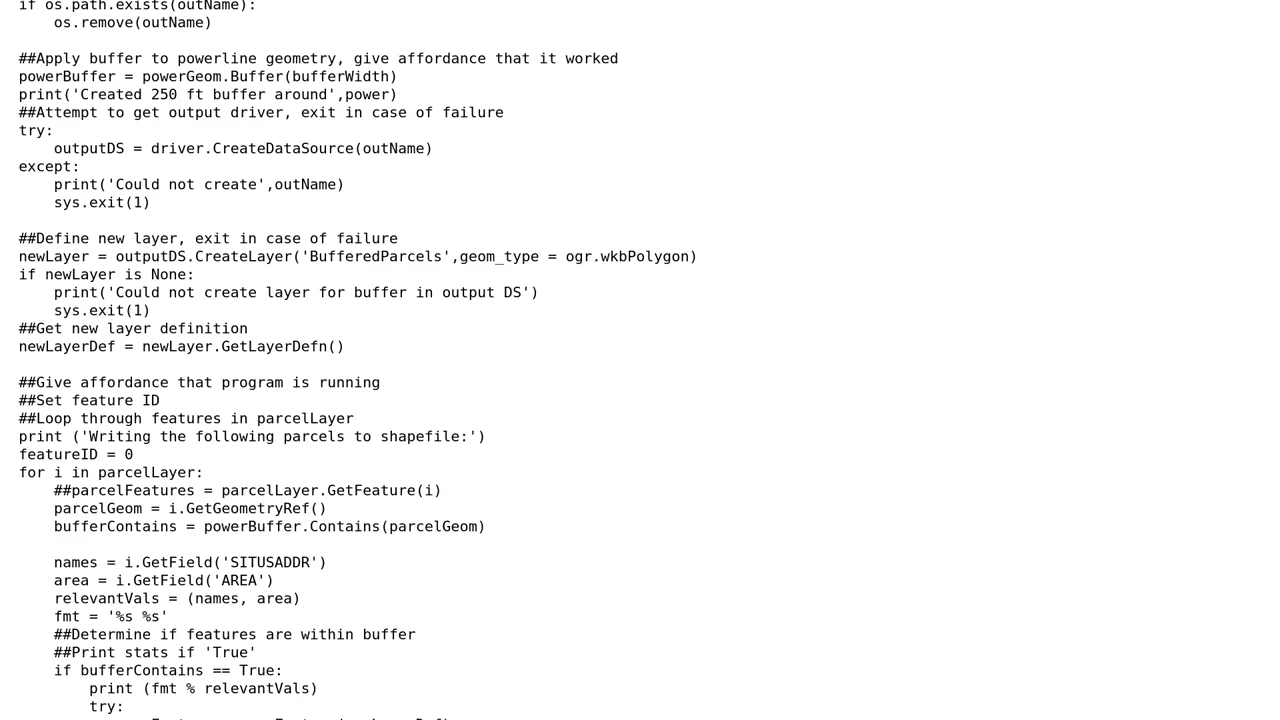 if os.path.exists(outName):
    os.remove(outName)

##Apply buffer to powerline geometry, give affordance that it worked
powerBuffer = powerGeom.Buffer(bufferWidth)
print('Created 250 ft buffer around',power)
##Attempt to get output driver, exit in case of failure
try:
    outputDS = driver.CreateDataSource(outName)
except:
    print('Could not create',outName)
    sys.exit(1)

##Define new layer, exit in case of failure
newLayer = outputDS.CreateLayer('BufferedParcels',geom_type = ogr.wkbPolygon)
if newLayer is None:
    print('Could not create layer for buffer in output DS')
    sys.exit(1)
##Get new layer definition
newLayerDef = newLayer.GetLayerDefn()

##Give affordance that program is running
##Set feature ID
##Loop through features in parcelLayer
print ('Writing the following parcels to shapefile:')
featureID = 0
for i in parcelLayer:
    ##parcelFeatures = parcelLayer.GetFeature(i)
    parcelGeom = i.GetGeometryRef()
    bufferContains = powerBuffer.Contains(parcelGeom)

    names = i.GetField('SITUSADDR')
    area = i.GetField('AREA')
    relevantVals = (names, area)
    fmt = '%s %s'
    ##Determine if features are within buffer
    ##Print stats if 'True'
    if bufferContains == True:
        print (fmt % relevantVals)
        try: